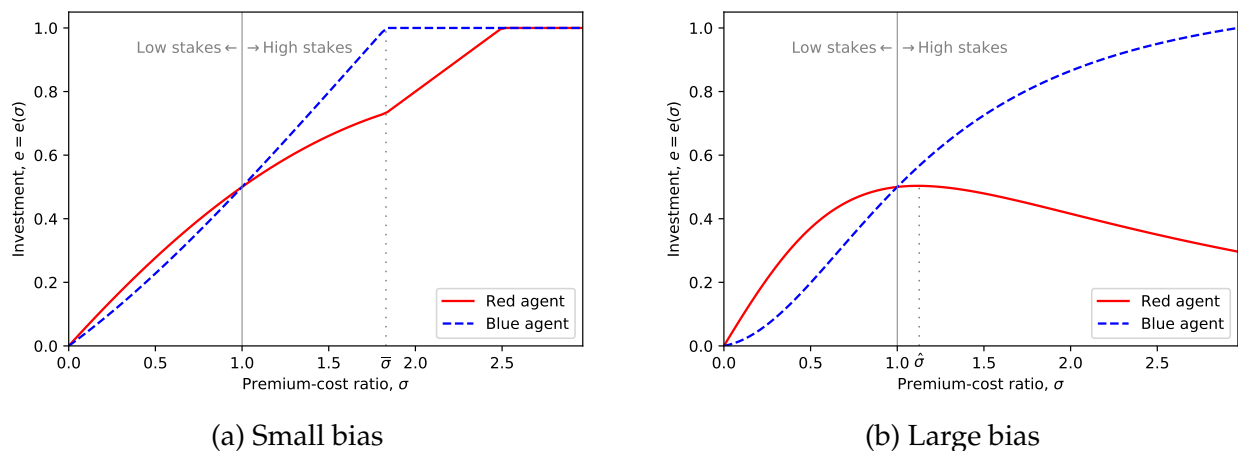 1.0
0.8
0.6
0.4
0.2
0.0
Investment, e = e(σ)
Low stakes ← → High stakes
Red agent
Blue agent
0.0 0.5 1.0 1.5 σ̅ 2.0 2.5
Premium-cost ratio, σ
(a) Small bias
1.0
0.8
0.6
0.4
0.2
0.0
Investment, e = e(σ)
Low stakes ← → High stakes
Red agent
Blue agent
0.0 0.5 1.0 σ̂ 1.5 2.0 2.5
Premium-cost ratio, σ
(b) Large bias